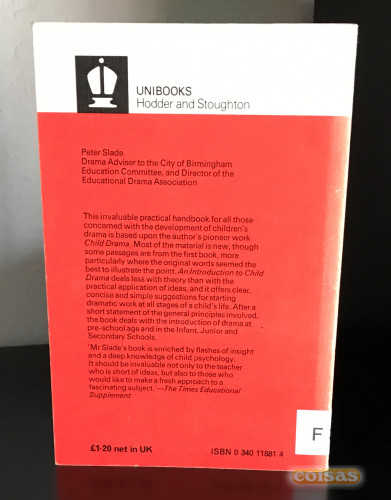 UNIBOOKS
Hodder and Stoughton
Peter Slade
Drama Adviser to the City of Birmingham
Education Committee, and Director of the
Educational Drama Association
This invaluable practical handbook for all those
concerned with the development of children's
drama is based upon the author's pioneer work
Child Drama. Most of the material is new, though
some passages are from the first book, more
particularly where the original words seemed the
best to illustrate the point. An Introduction to Child
Drama deals less with theory than with the
practical application of ideas, and it offers clear,
concise and simple suggestions for starting
dramatic work at all stages of a child's life. After a
short statement of the general principles involved,
the book deals with the introduction of drama at
pre-school age and in the Infant, Junior and
Secondary Schools.
'Mr Slade's book is enriched by flashes of insight
and a deep knowledge of child psychology.
It should be invaluable not only to the teacher
who is short of ideas, but also to those who
would like to make a fresh approach to a
fascinating subject.'—The Times Educational
Supplement
F
£1·20 net in UK
ISBN 0 340 11881 4
coisas